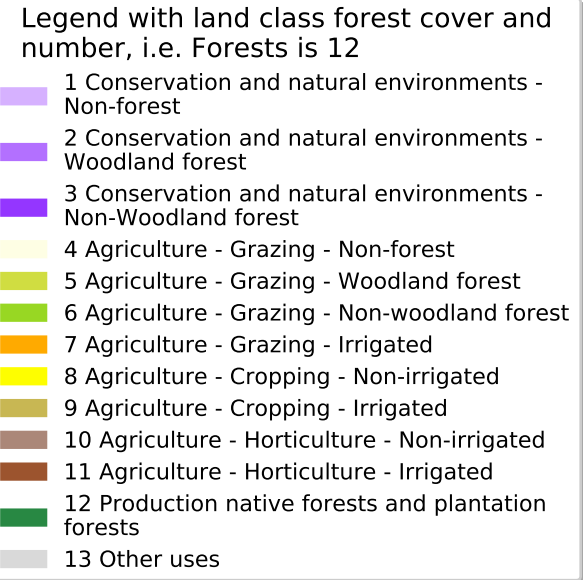 Legend with land class forest cover and
number, i.e. Forests is 12
1 Conservation and natural environments -
Non-forest
2 Conservation and natural environments -
Woodland forest
3 Conservation and natural environments -
Non-Woodland forest
4 Agriculture - Grazing - Non-forest
5 Agriculture - Grazing - Woodland forest
6 Agriculture - Grazing - Non-woodland forest
7 Agriculture - Grazing - Irrigated
8 Agriculture - Cropping - Non-irrigated
9 Agriculture - Cropping - Irrigated
10 Agriculture - Horticulture - Non-irrigated
11 Agriculture - Horticulture - Irrigated
12 Production native forests and plantation
forests
13 Other uses